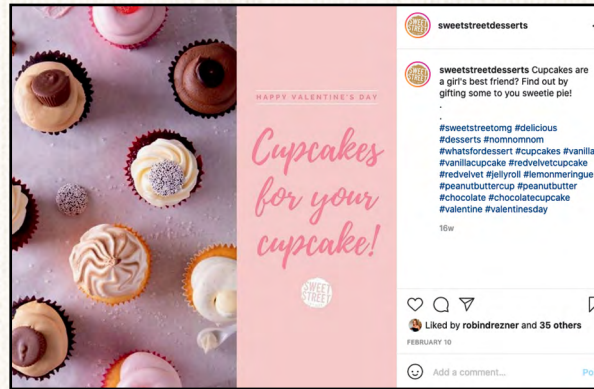 HAPPY VALENTINE'S DAY
Cupcakes
for your
cupcake!
SWEET
STREET
sweetstreetdesserts
sweetstreetdesserts Cupcakes are
a girl's best friend? Find out by
gifting some to you sweetie pie!
.
.
#sweetstreetomg #delicious
#desserts #nomnomnom
#whatsfordessert #cupcakes #vanilla
#vanillacupcake #redvelvetcupcake
#redvelvet #jellyroll #lemonmeringue
#peanutbuttercup #peanutbutter
#chocolate #chocolatecupcake
#valentine #valentinesday
16w
Liked by robindrezner and 35 others
FEBRUARY 10
Add a comment...
Po